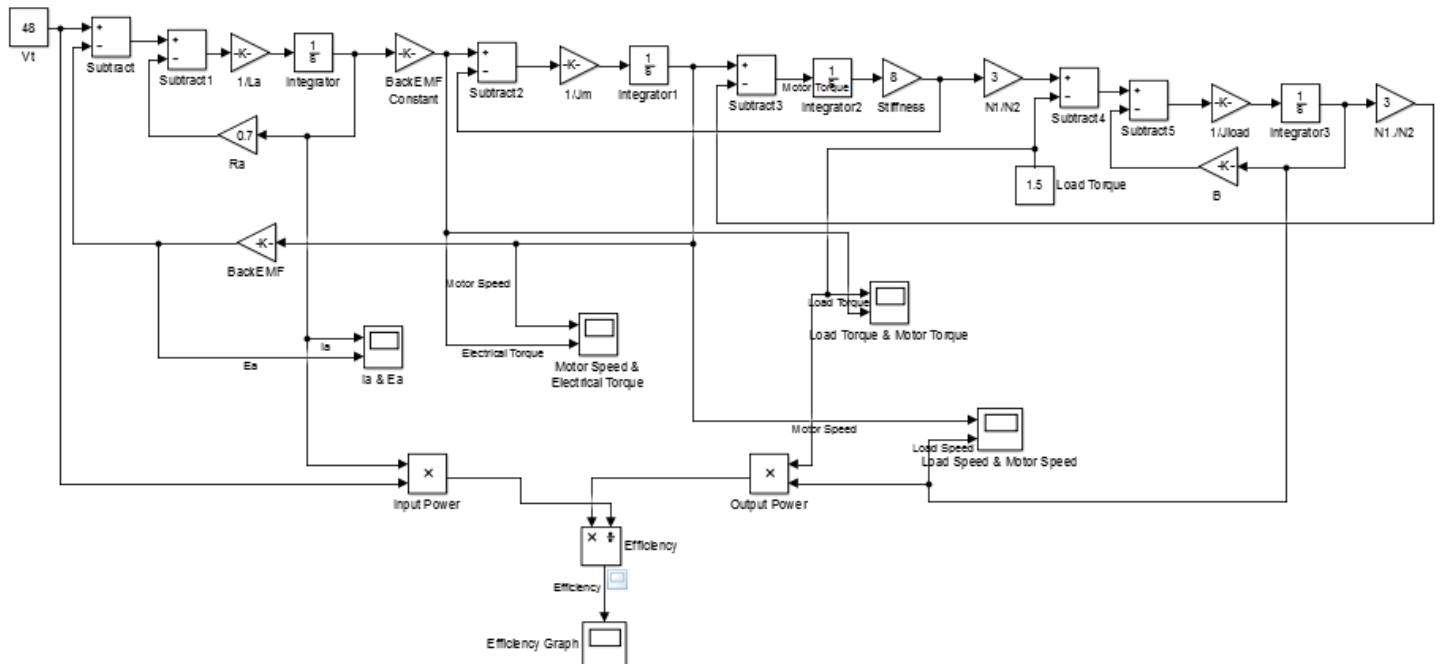 48
Vt
Subtract
Subtract1
-K-
1/La
1
s
Integrator
-K-
BackEMF
Constant
Subtract2
-K-
1/Jm
1
s
Integrator1
Subtract3
Motor Torque
1
s
Integrator2
8
Stiffness
3
N1/N2
Subtract4
Subtract5
-K-
1/Jload
1
s
Integrator3
3
N1./N2
0.7
Ra
1.5
Load Torque
-K-
B
-K-
BackEMF
Motor Speed
Electrical Torque
Motor Speed &
Electrical Torque
Load Torque
Load Torque & Motor Torque
Ia
Ea
Ia & Ea
Motor Speed
Load Speed
Load Speed & Motor Speed
×
Input Power
×
Output Power
× ÷
Efficiency
Efficiency
Efficiency Graph